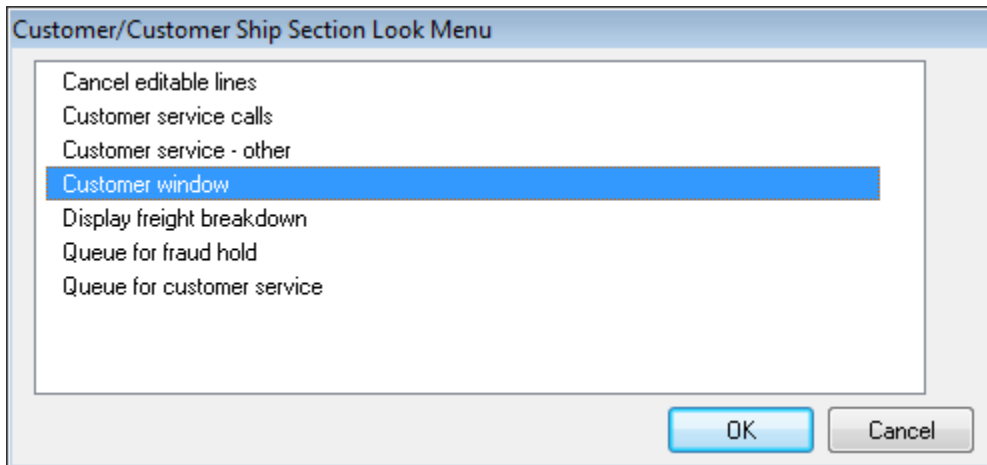 Customer/Customer Ship Section Look Menu
Cancel editable lines
Customer service calls
Customer service - other
Customer window
Display freight breakdown
Queue for fraud hold
Queue for customer service
OK Cancel